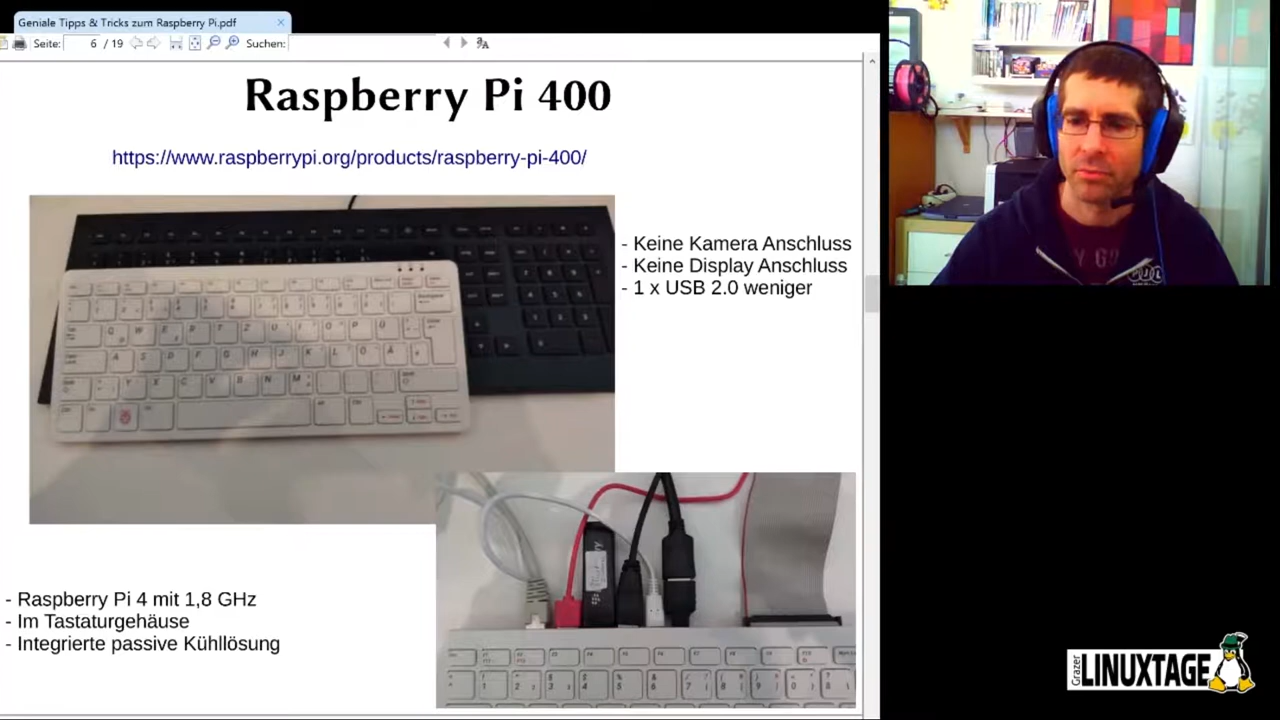 Geniale Tipps & Tricks zum Raspberry Pi.pdf
Seite: 6 / 19 Suchen:
Raspberry Pi 400
https://www.raspberrypi.org/products/raspberry-pi-400/
- Keine Kamera Anschluss
- Keine Display Anschluss
- 1 x USB 2.0 weniger
- Raspberry Pi 4 mit 1,8 GHz
- Im Tastaturgehäuse
- Integrierte passive Kühllösung
Grazer
LINUXTAGE